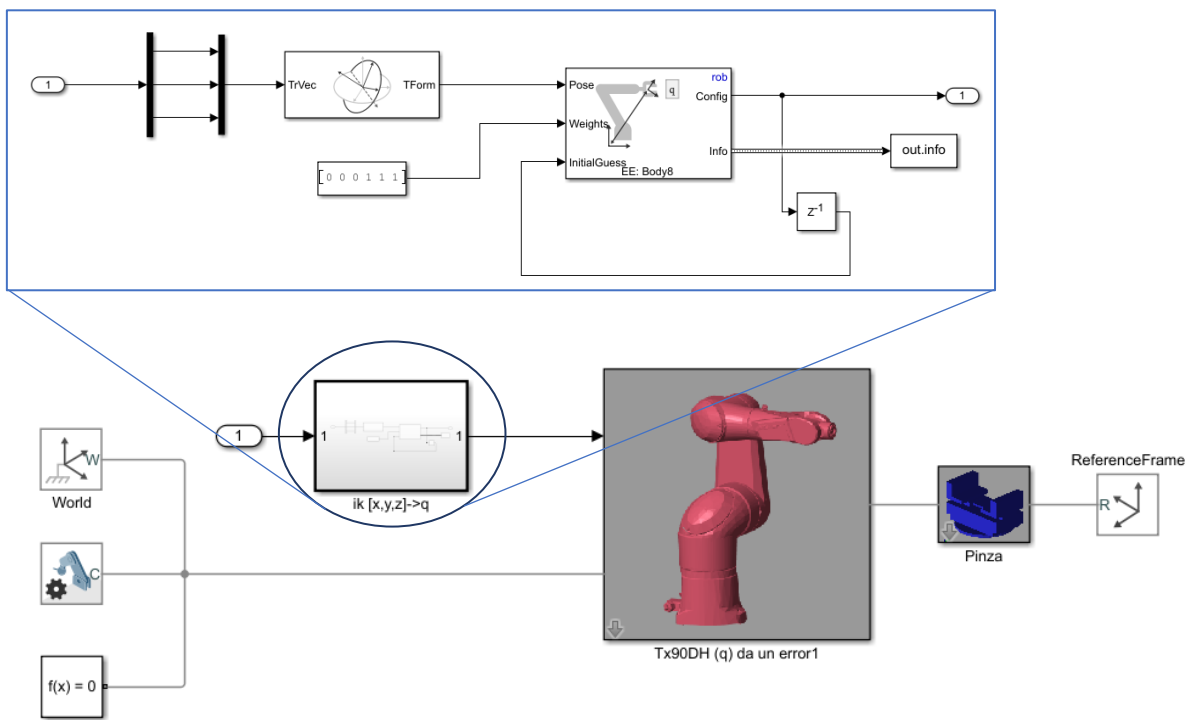 1
TrVec
TForm
[0 0 0 1 1 1]
Pose
Weights
InitialGuess
rob
q
Config
Info
EE: Body8
1
out.info
Z-1
1
1
1
ik [x,y,z]->q
W
World
C
f(x) = 0
Tx90DH (q) da un error1
Pinza
ReferenceFrame
R